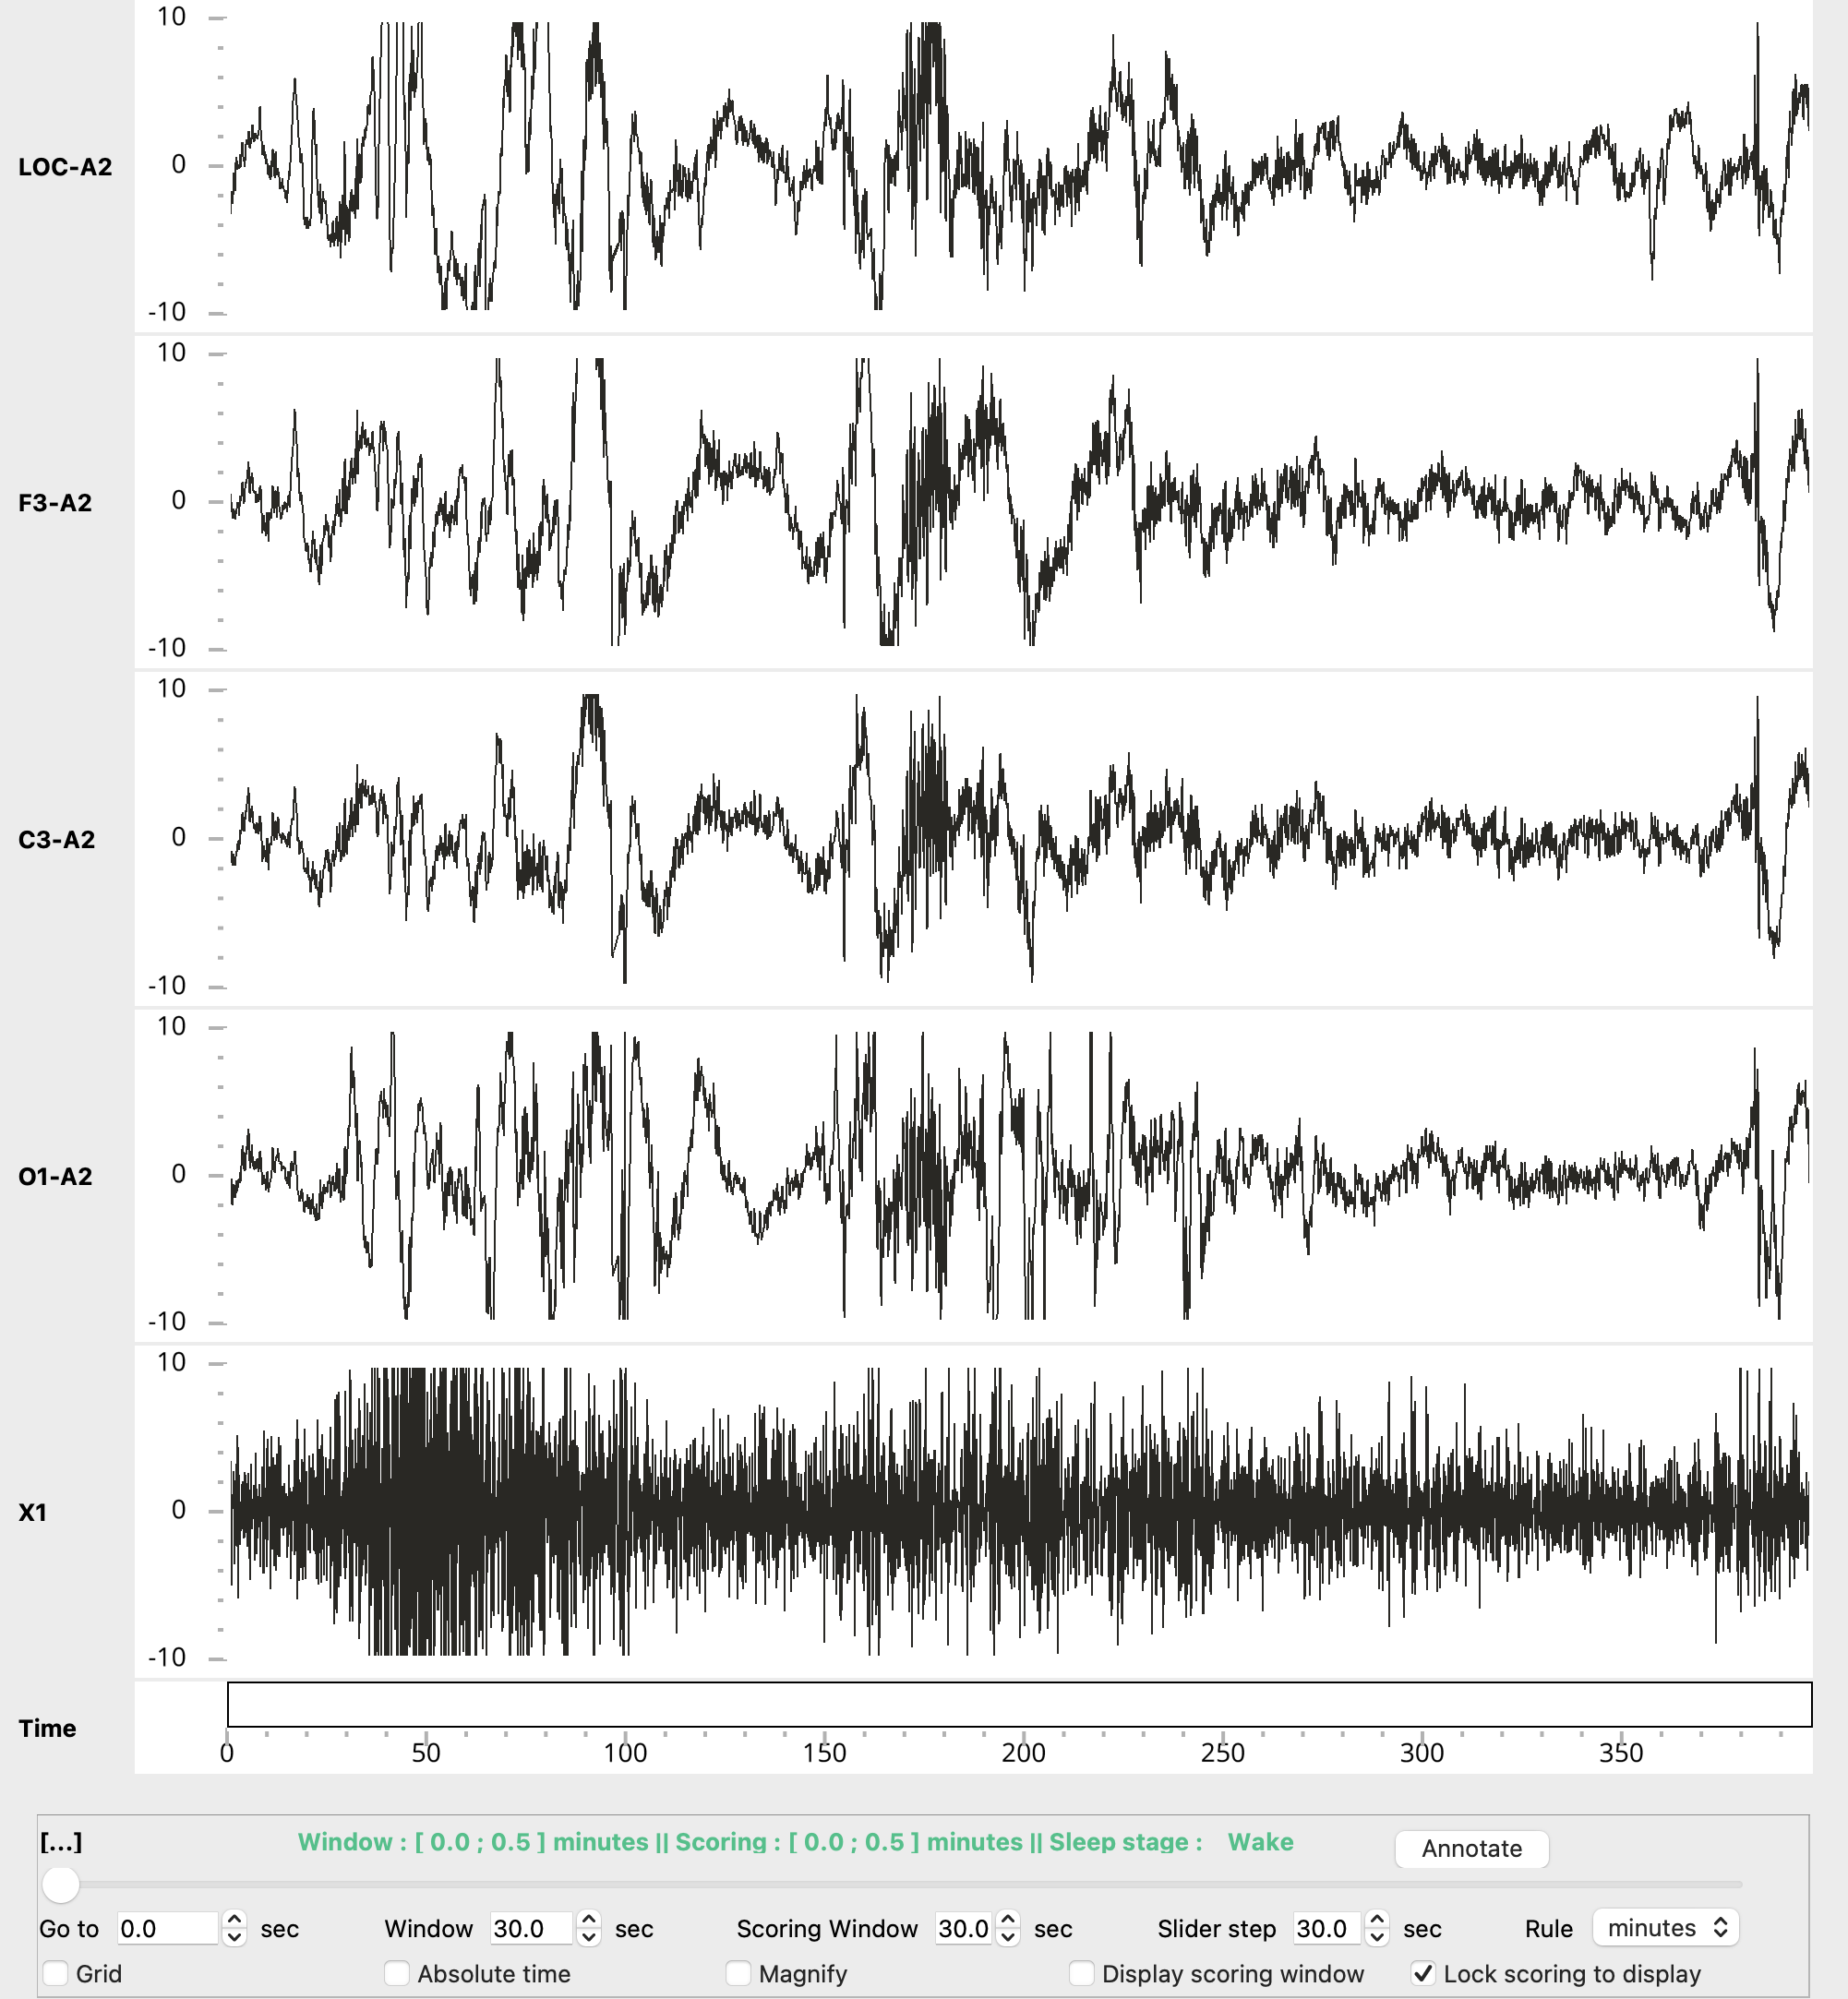 10
LOC-A2
0
-10
10
F3-A2
0
-10
10
C3-A2
0
-10
10
O1-A2
0
-10
10
X1
0
-10
Time
0 50 100 150 200 250 300 350
[...] Window : [ 0.0 ; 0.5 ] minutes || Scoring : [ 0.0 ; 0.5 ] minutes || Sleep stage : Wake Annotate
Go to 0.0 sec Window 30.0 sec Scoring Window 30.0 sec Slider step 30.0 sec Rule minutes
Grid Absolute time Magnify Display scoring window Lock scoring to display